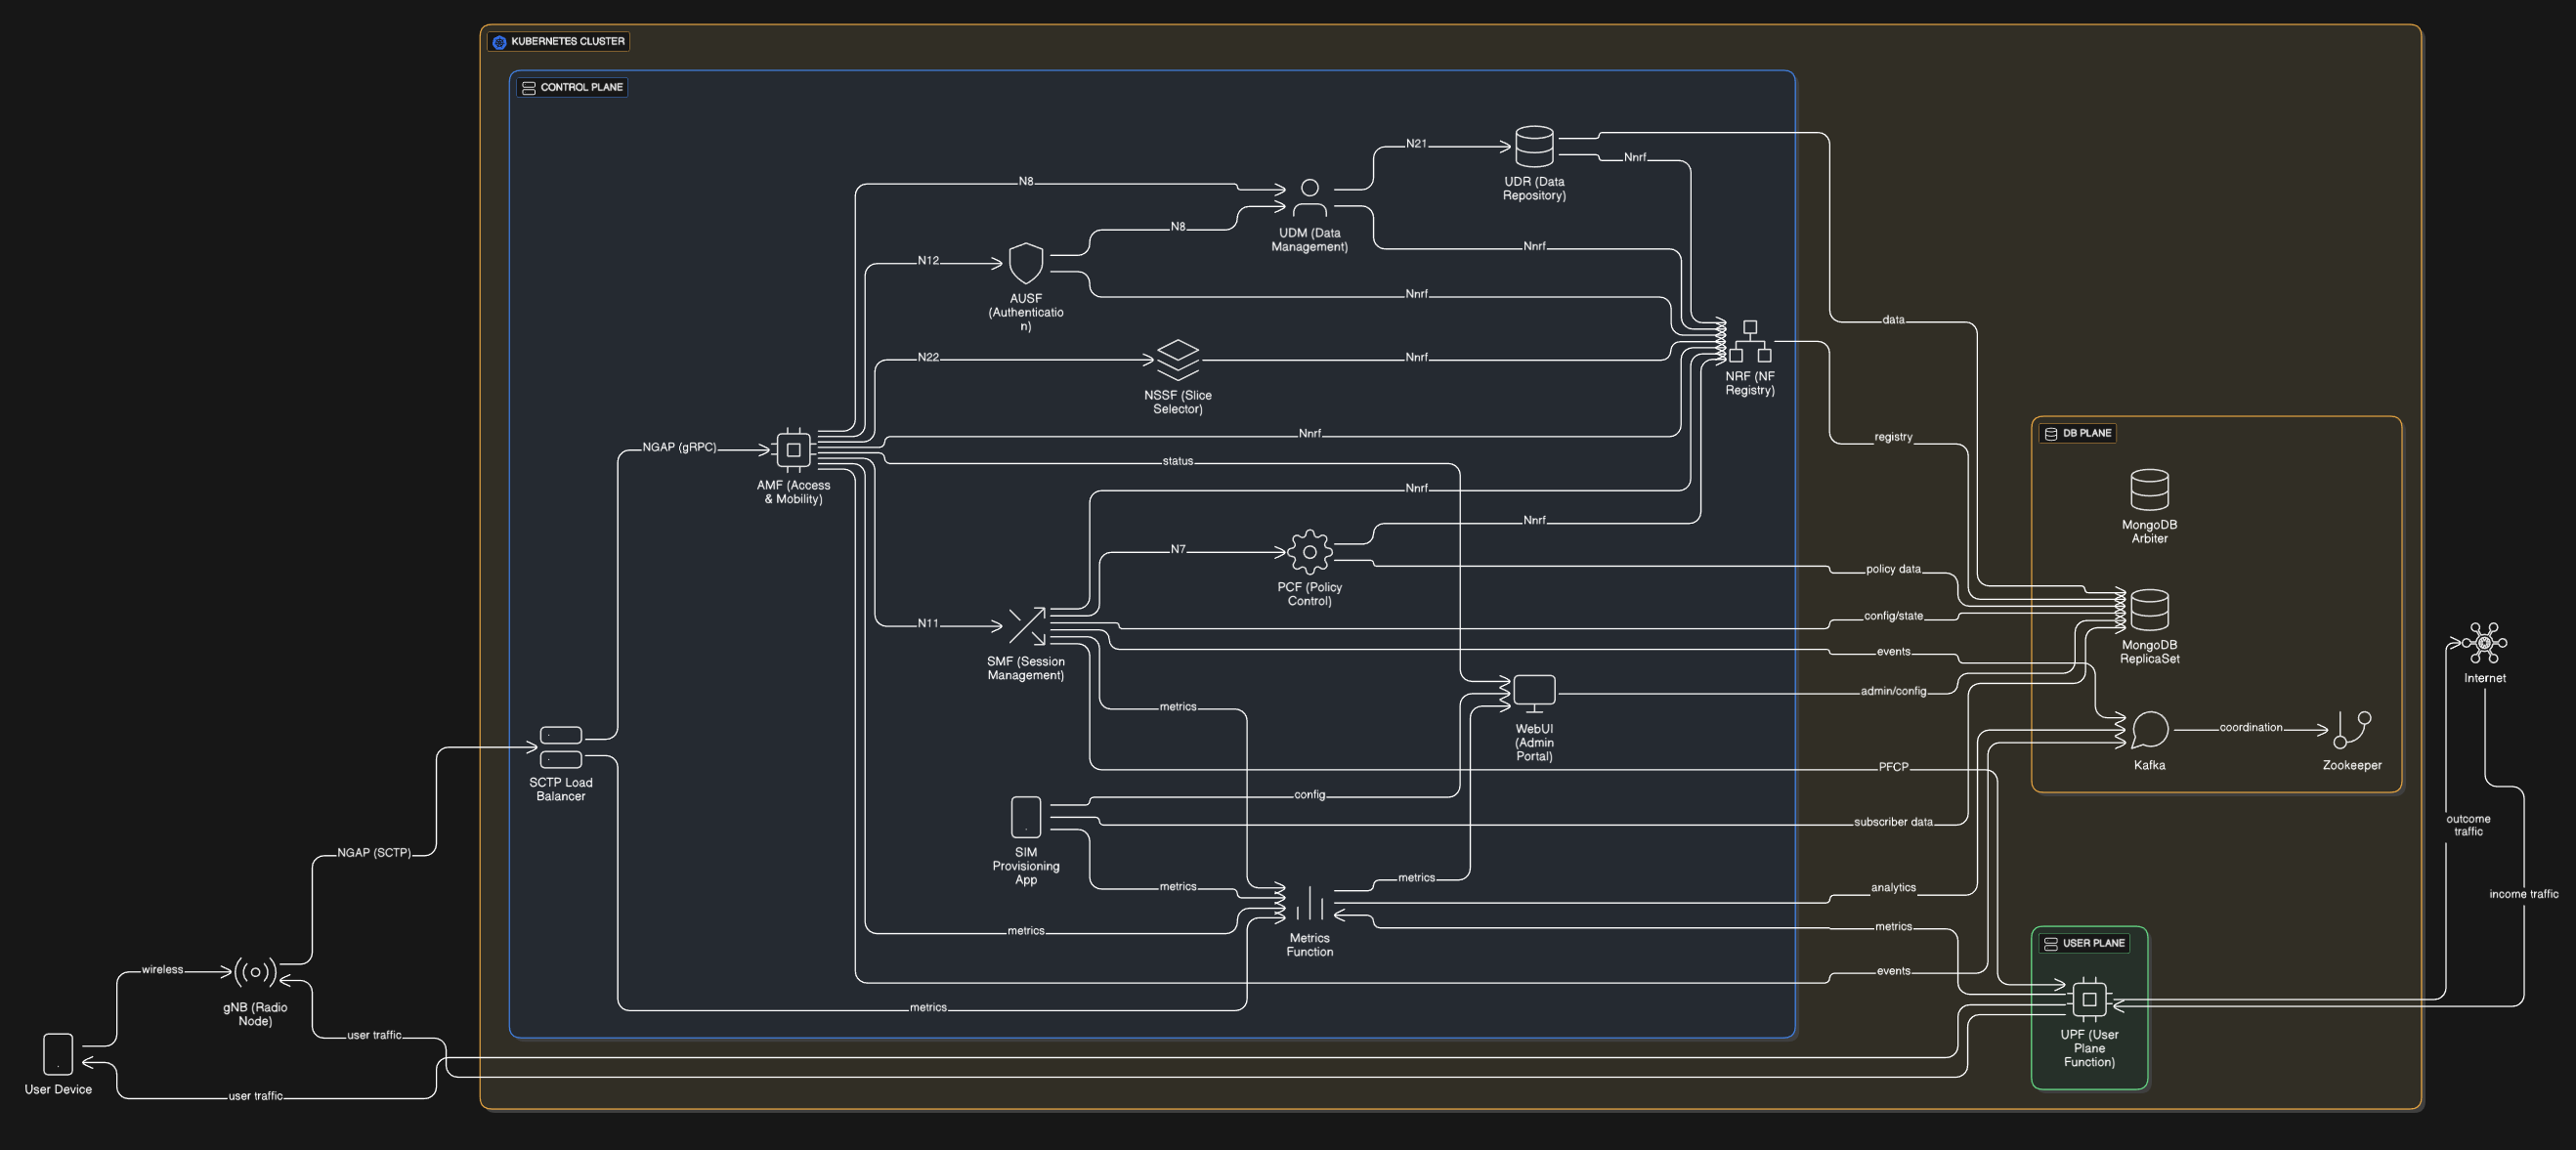 KUBERNETES CLUSTER
CONTROL PLANE
N21
UDR (Data
Repository)
Nnrf
N8
UDM (Data
Management)
N8
Nnrf
N12
AUSF
(Authenticatio
n)
Nnrf
data
N22
NSSF (Slice
Selector)
Nnrf
NRF (NF
Registry)
registry
NGAP (gRPC)
AMF (Access
& Mobility)
Nnrf
status
Nnrf
Nnrf
N7
PCF (Policy
Control)
policy data
N11
SMF (Session
Management)
config/state
events
metrics
admin/config
WebUI
(Admin
Portal)
PFCP
SCTP Load
Balancer
config
SIM
Provisioning
App
subscriber data
metrics
metrics
analytics
metrics
Metrics
Function
metrics
events
metrics
DB PLANE
MongoDB
Arbiter
MongoDB
ReplicaSet
Kafka
coordination
Zookeeper
USER PLANE
UPF (User
Plane
Function)
Internet
outcome
traffic
income traffic
NGAP (SCTP)
wireless
gNB (Radio
Node)
user traffic
User Device
user traffic